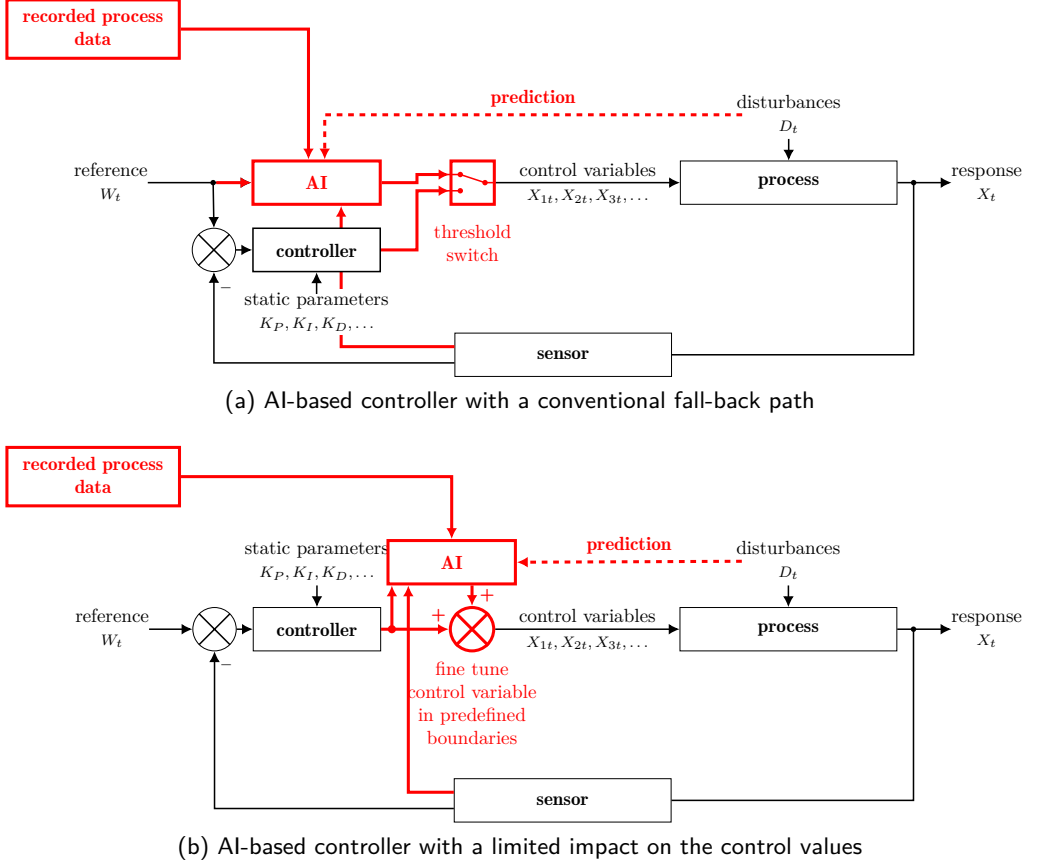 recorded process
data
prediction
disturbances
D_t
reference
W_t
AI
control variables
X_{1t}, X_{2t}, X_{3t}, …
process
response
X_t
threshold
switch
controller
−
static parameters
K_P, K_I, K_D, …
sensor
(a) AI-based controller with a conventional fall-back path
recorded process
data
static parameters
K_P, K_I, K_D, …
AI
prediction
disturbances
D_t
+
reference
W_t
controller
+
control variables
X_{1t}, X_{2t}, X_{3t}, …
process
response
X_t
−
fine tune
control variable
in predefined
boundaries
sensor
(b) AI-based controller with a limited impact on the control values